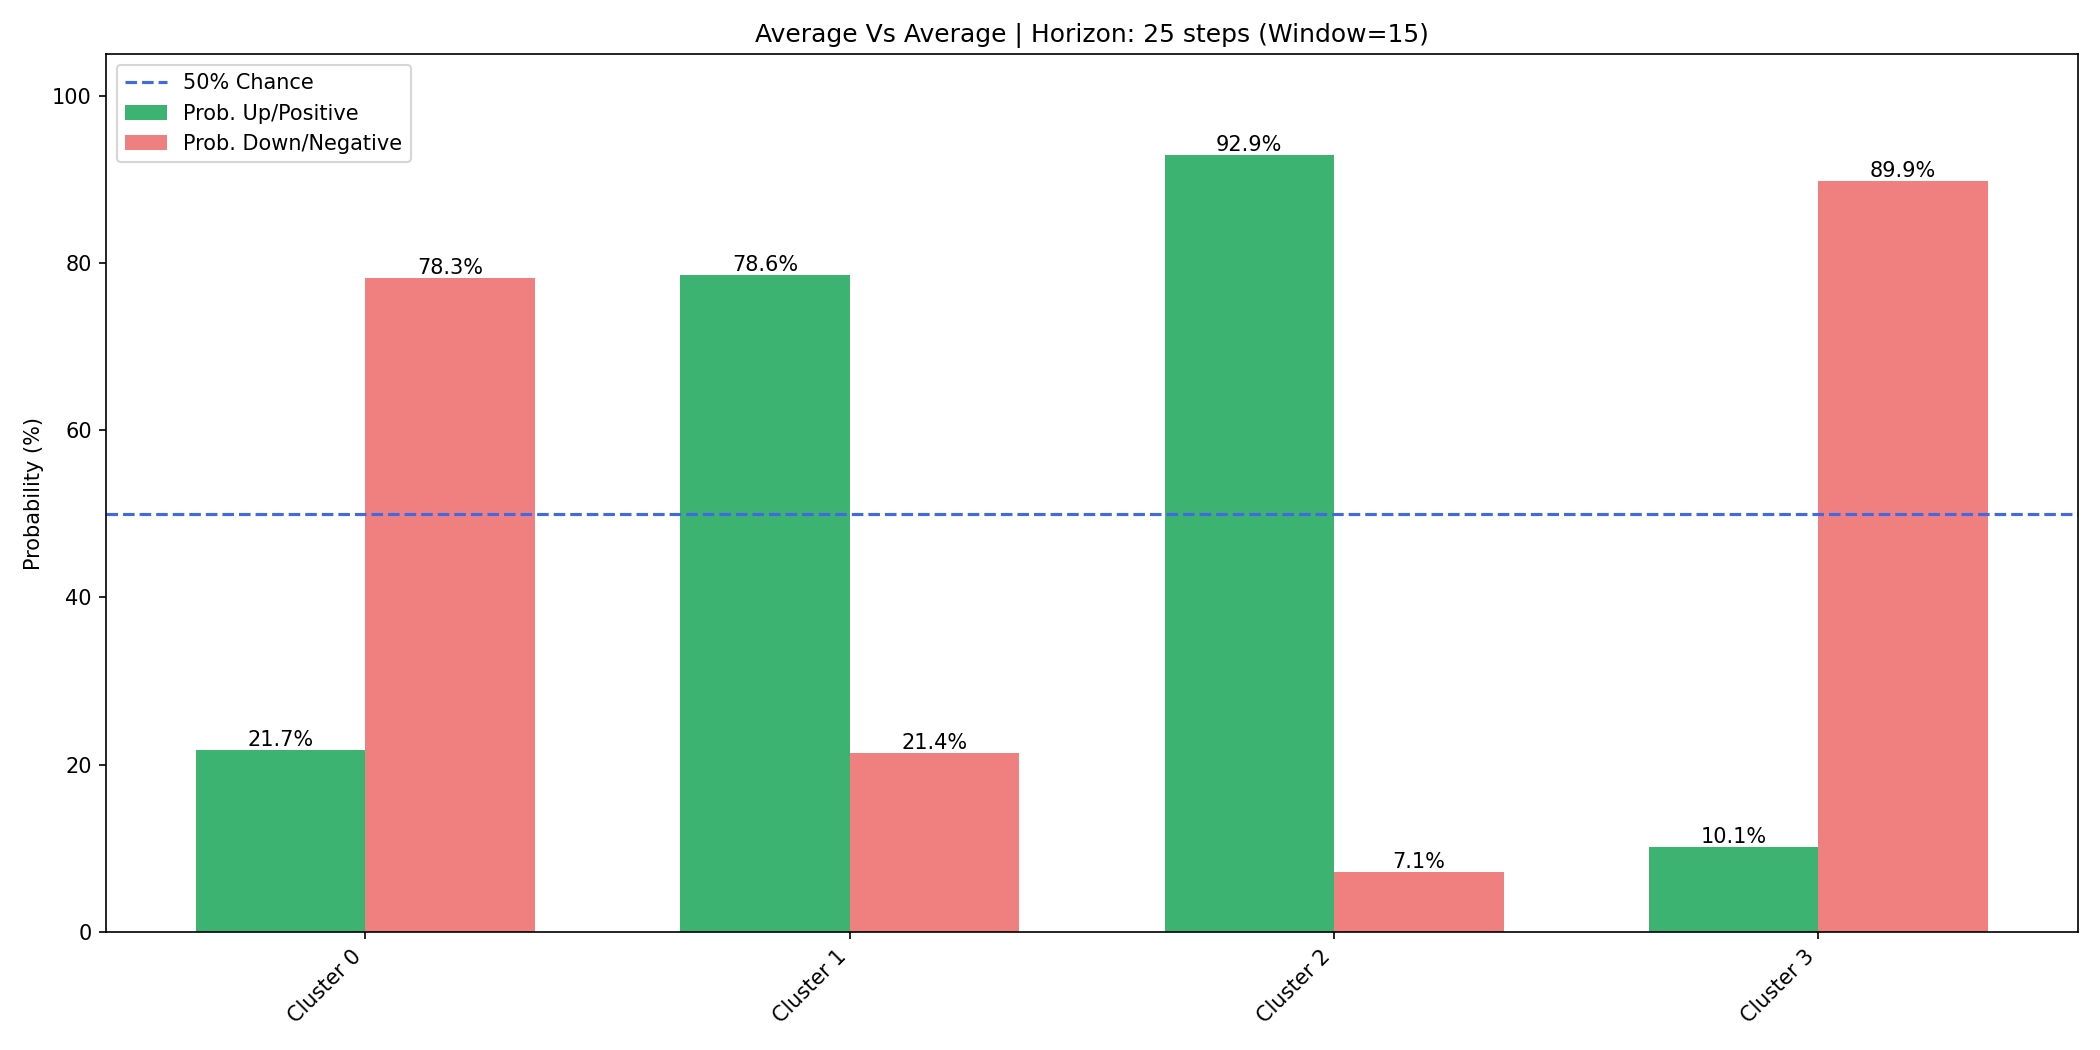 Average Vs Average | Horizon: 25 steps (Window=15)
50% Chance
Prob. Up/Positive
Prob. Down/Negative
Probability (%)
100
80
60
40
20
0
21.7%
78.3%
78.6%
21.4%
92.9%
7.1%
10.1%
89.9%
Cluster 0
Cluster 1
Cluster 2
Cluster 3